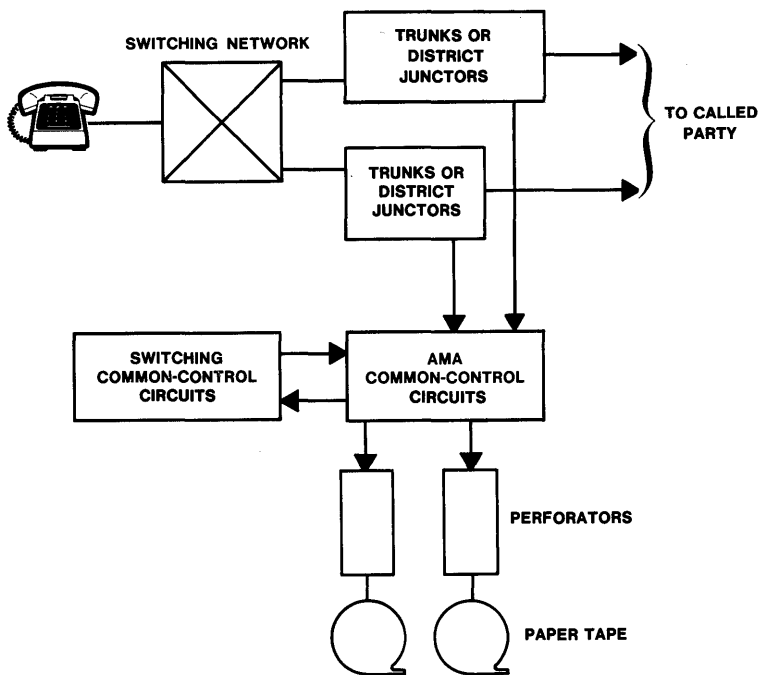 SWITCHING NETWORK
TRUNKS OR
DISTRICT
JUNCTORS
TO CALLED
PARTY
TRUNKS OR
DISTRICT
JUNCTORS
SWITCHING
COMMON-CONTROL
CIRCUITS
AMA
COMMON-CONTROL
CIRCUITS
PERFORATORS
PAPER TAPE